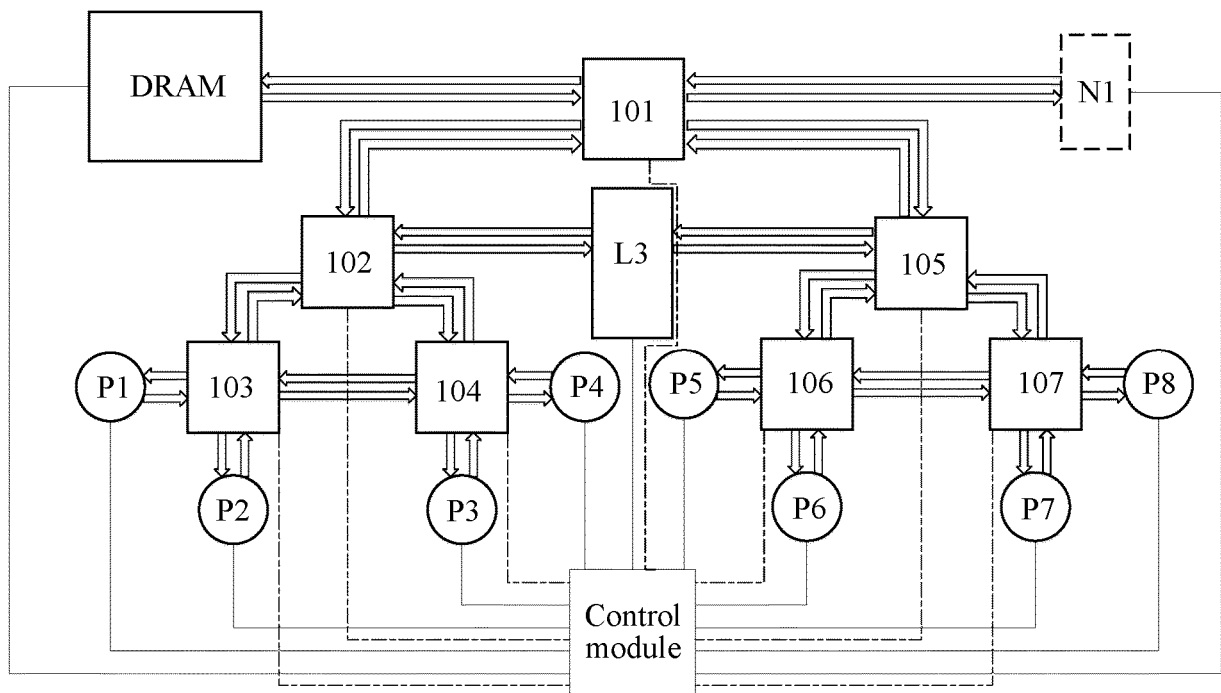 DRAM
101
N1
102
L3
105
P1
103
104
P4
P5
106
107
P8
P2
P3
P6
P7
Control
module